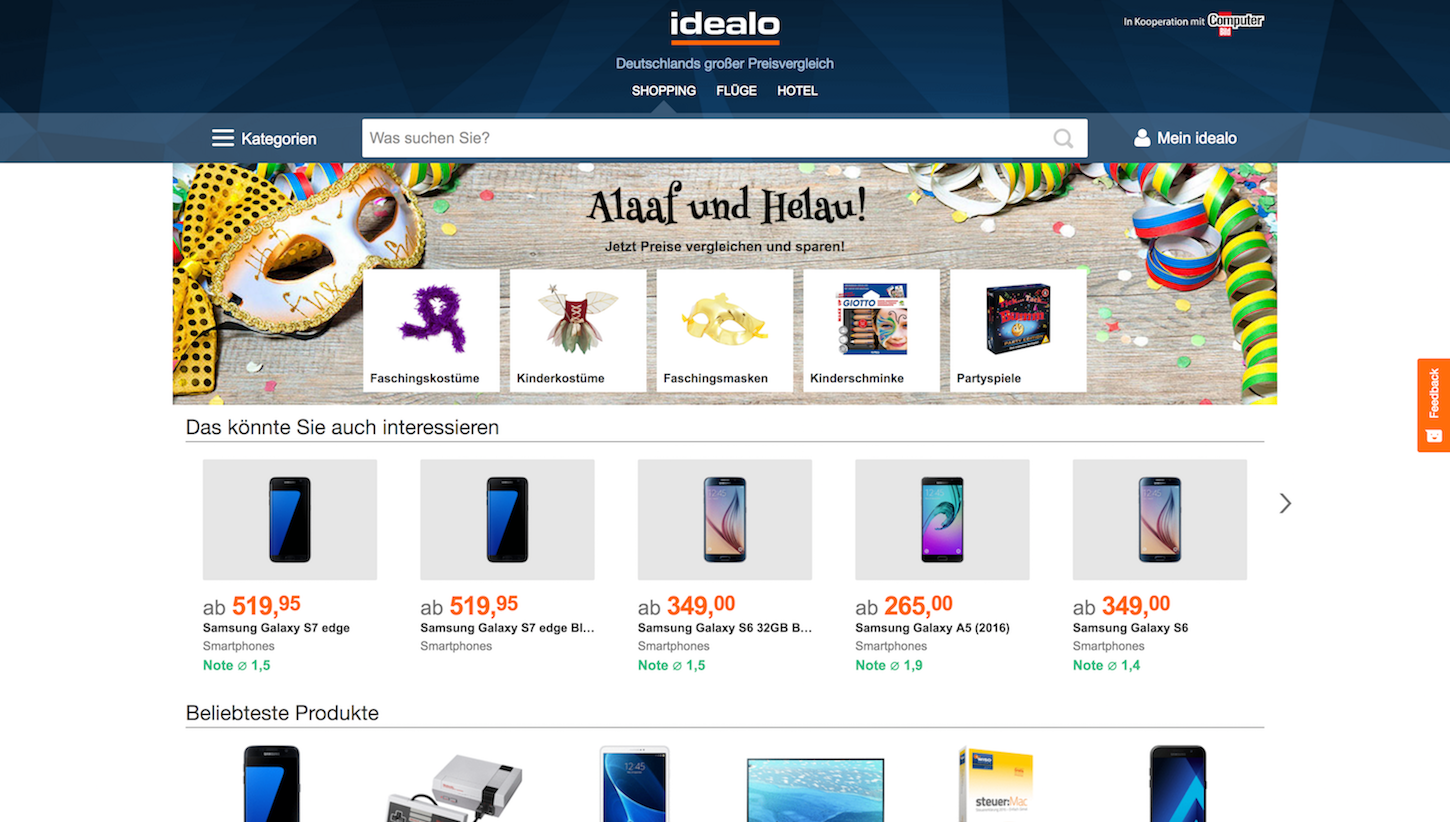 idealo
In Kooperation mit Computer Bild
Deutschlands großer Preisvergleich
SHOPPING FLÜGE HOTEL
Kategorien
Was suchen Sie?
Mein idealo
Alaaf und Helau!
Jetzt Preise vergleichen und sparen!
GIOTTO
Faschingskostüme
Kinderkostüme
Faschingsmasken
Kinderschminke
Partyspiele
Feedback
Das könnte Sie auch interessieren
ab 519,95
Samsung Galaxy S7 edge
Smartphones
Note ⌀ 1,5
ab 519,95
Samsung Galaxy S7 edge Bl...
Smartphones
ab 349,00
Samsung Galaxy S6 32GB B...
Smartphones
Note ⌀ 1,5
ab 265,00
Samsung Galaxy A5 (2016)
Smartphones
Note ⌀ 1,9
ab 349,00
Samsung Galaxy S6
Smartphones
Note ⌀ 1,4
Beliebteste Produkte
12:45
steuer:Mac